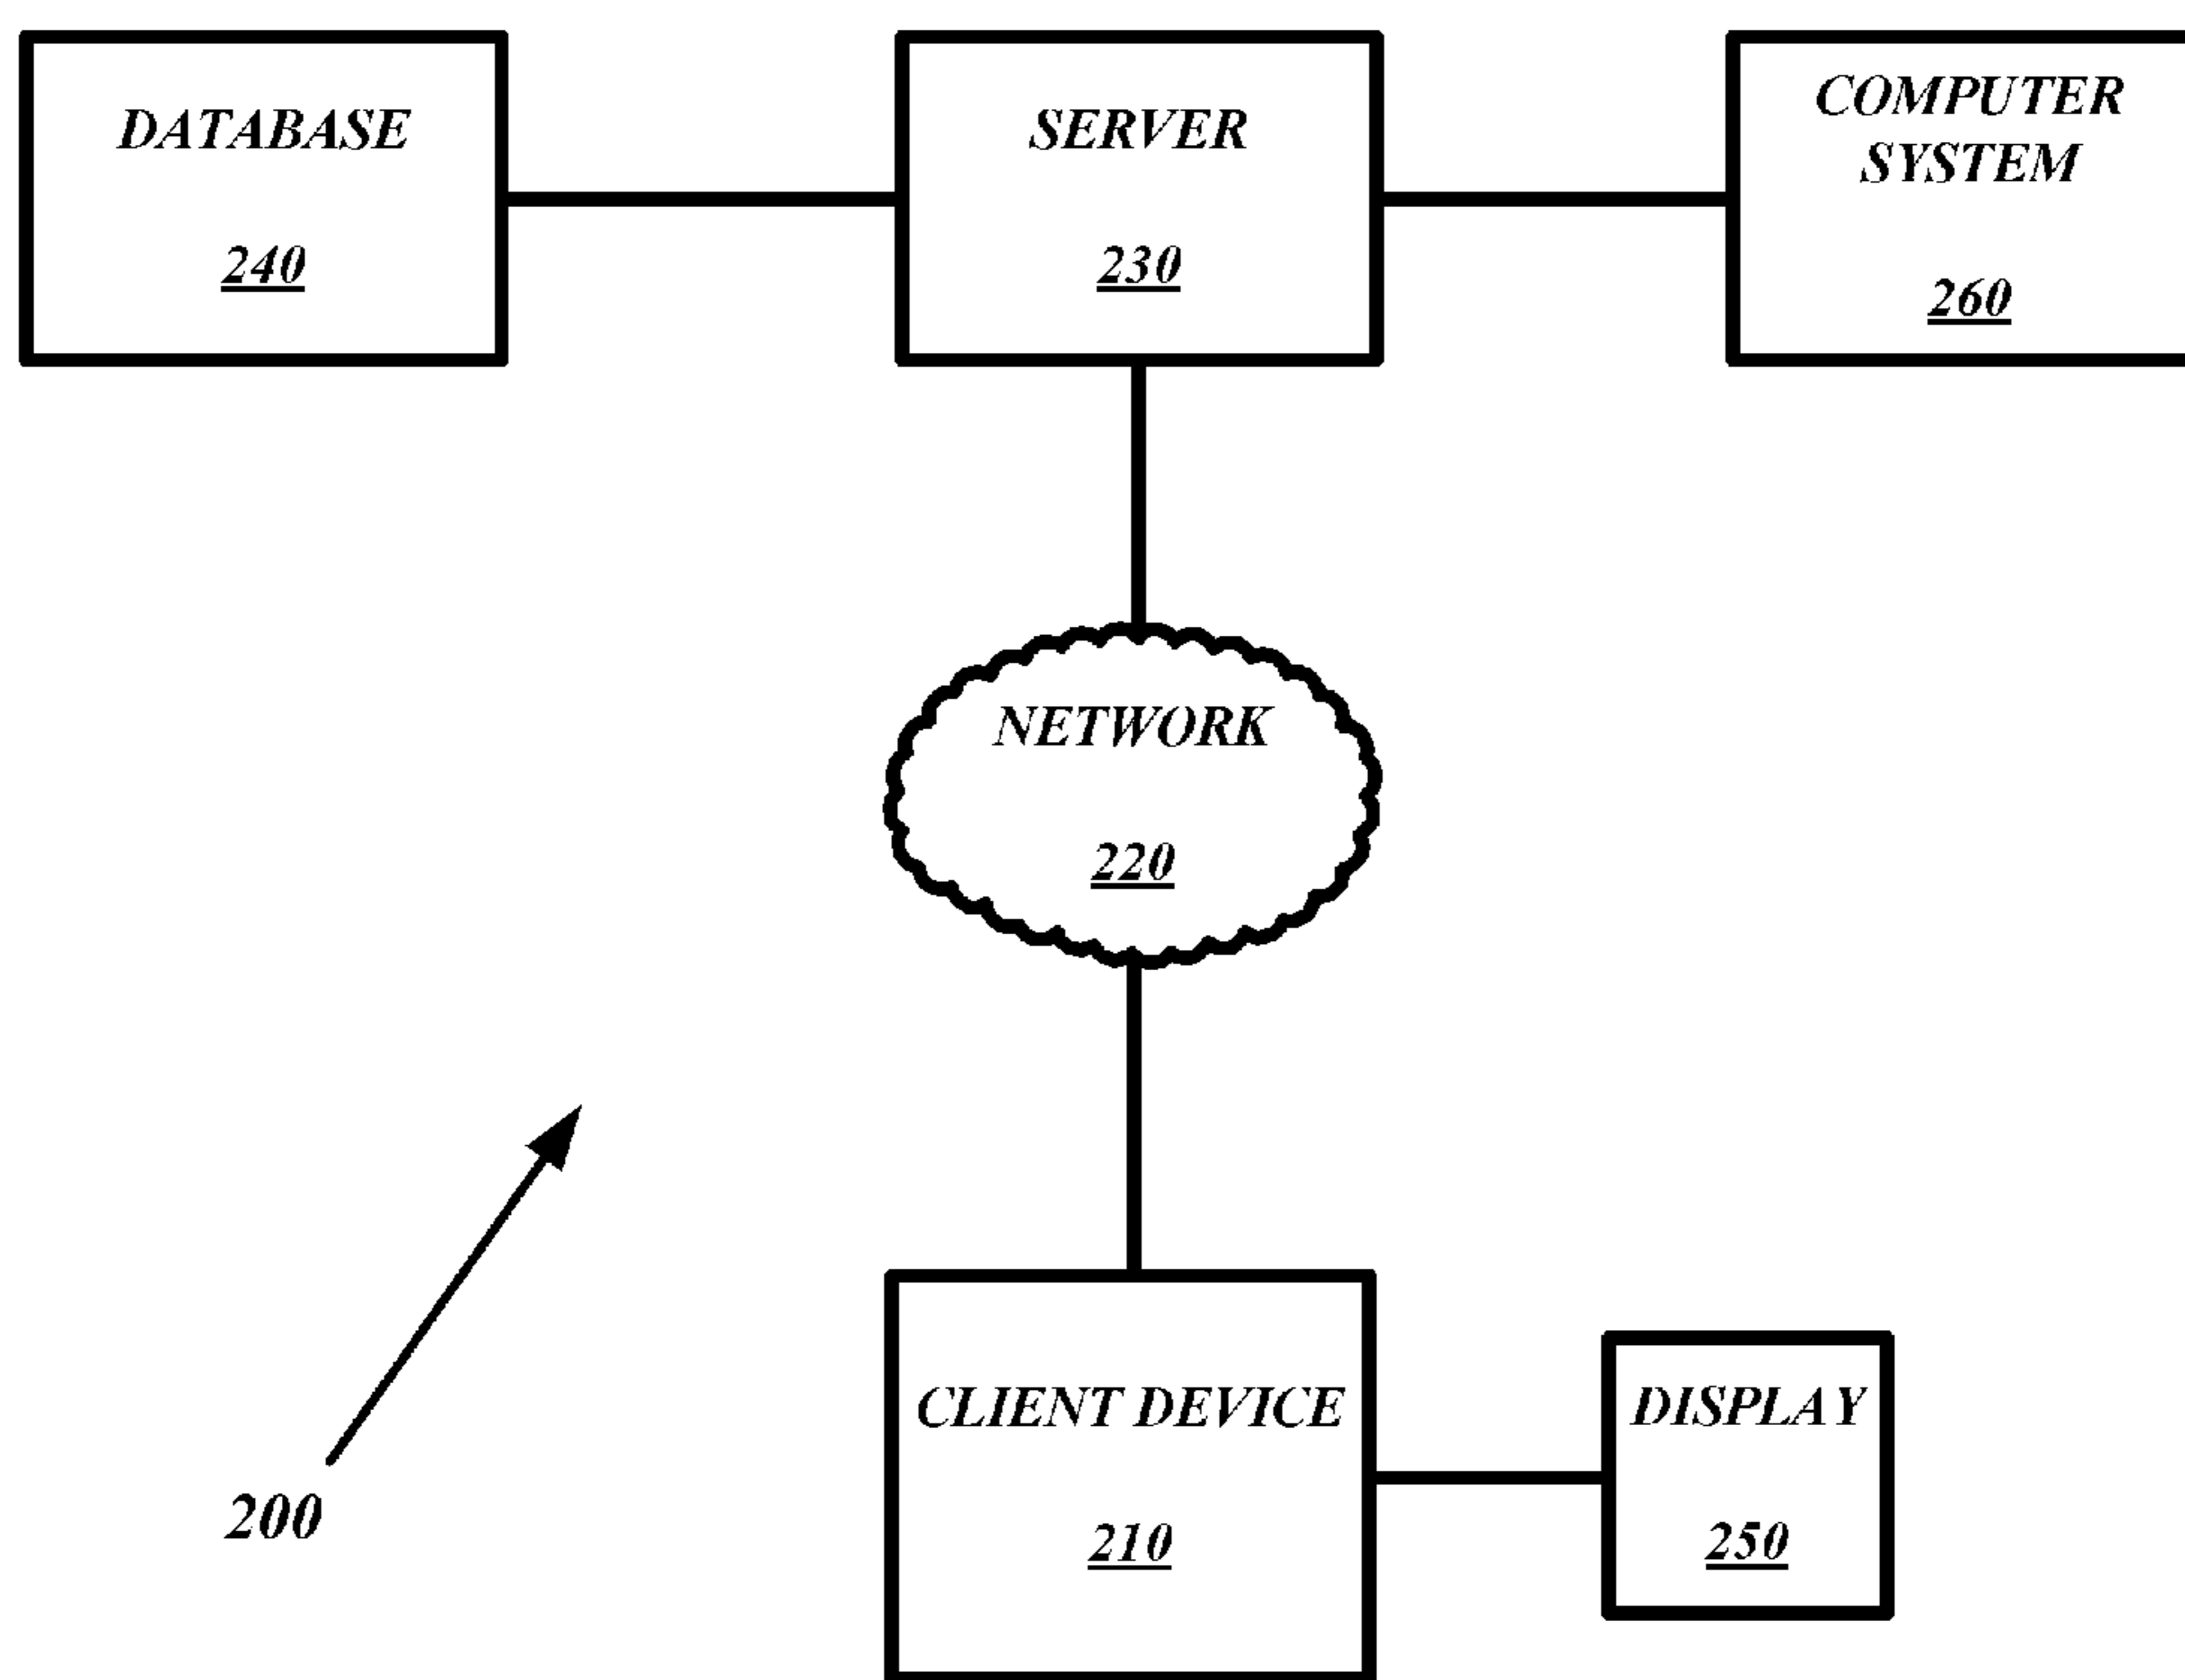 DATABASE
240
SERVER
230
COMPUTER
SYSTEM
260
NETWORK
220
CLIENT DEVICE
210
DISPLAY
250
200